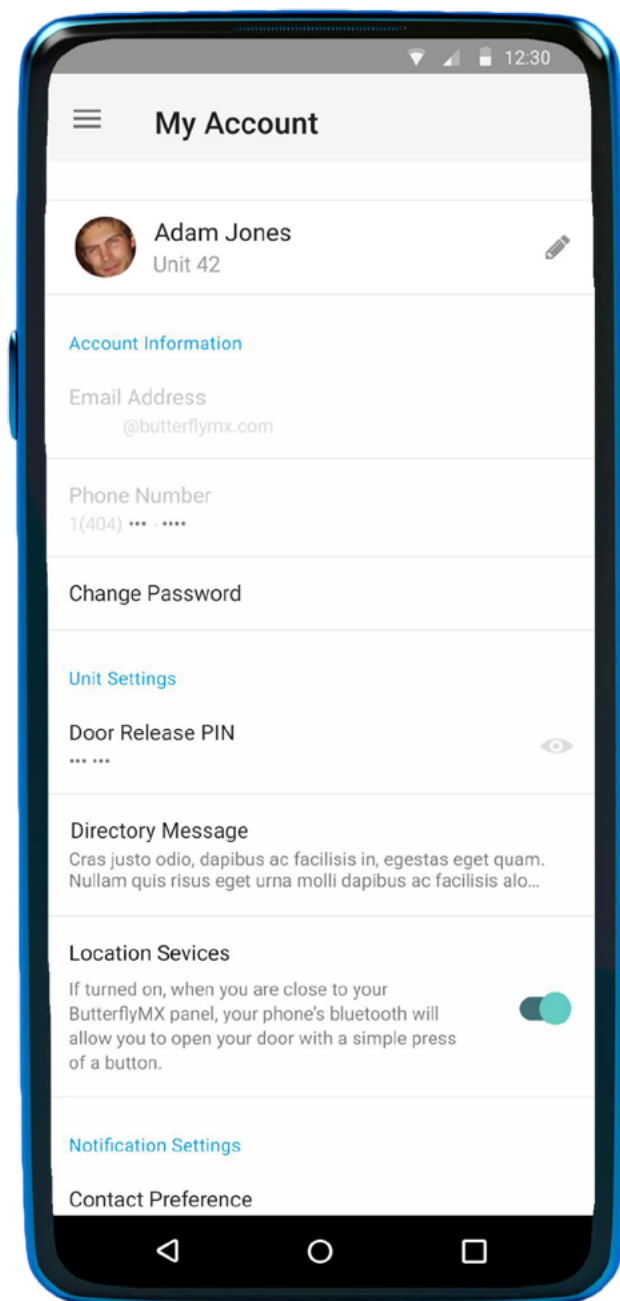 12:30
My Account
Adam Jones
Unit 42
Account Information
Email Address
@butterflymx.com
Phone Number
1(404) ••• - ••••
Change Password
Unit Settings
Door Release PIN
••• •••
Directory Message
Cras justo odio, dapibus ac facilisis in, egestas eget quam.
Nullam quis risus eget urna molli dapibus ac facilisis alo...
Location Sevices
If turned on, when you are close to your
ButterflyMX panel, your phone's bluetooth will
allow you to open your door with a simple press
of a button.
Notification Settings
Contact Preference